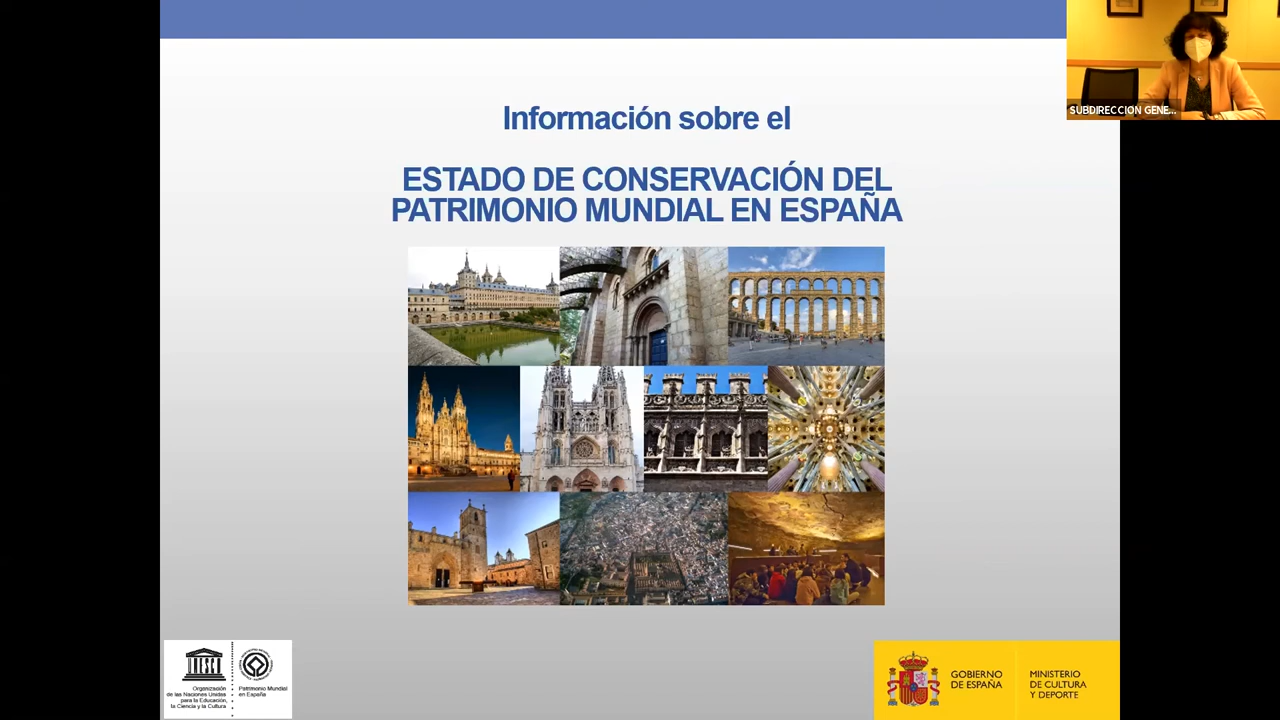 SUBDIRECCION GENE...
Información sobre el
ESTADO DE CONSERVACIÓN DEL
PATRIMONIO MUNDIAL EN ESPAÑA
UNESCO
Organización
de las Naciones Unidas
para la Educación,
la Ciencia y la Cultura
Patrimonio Mundial
en España
GOBIERNO
DE ESPAÑA
MINISTERIO
DE CULTURA
Y DEPORTE